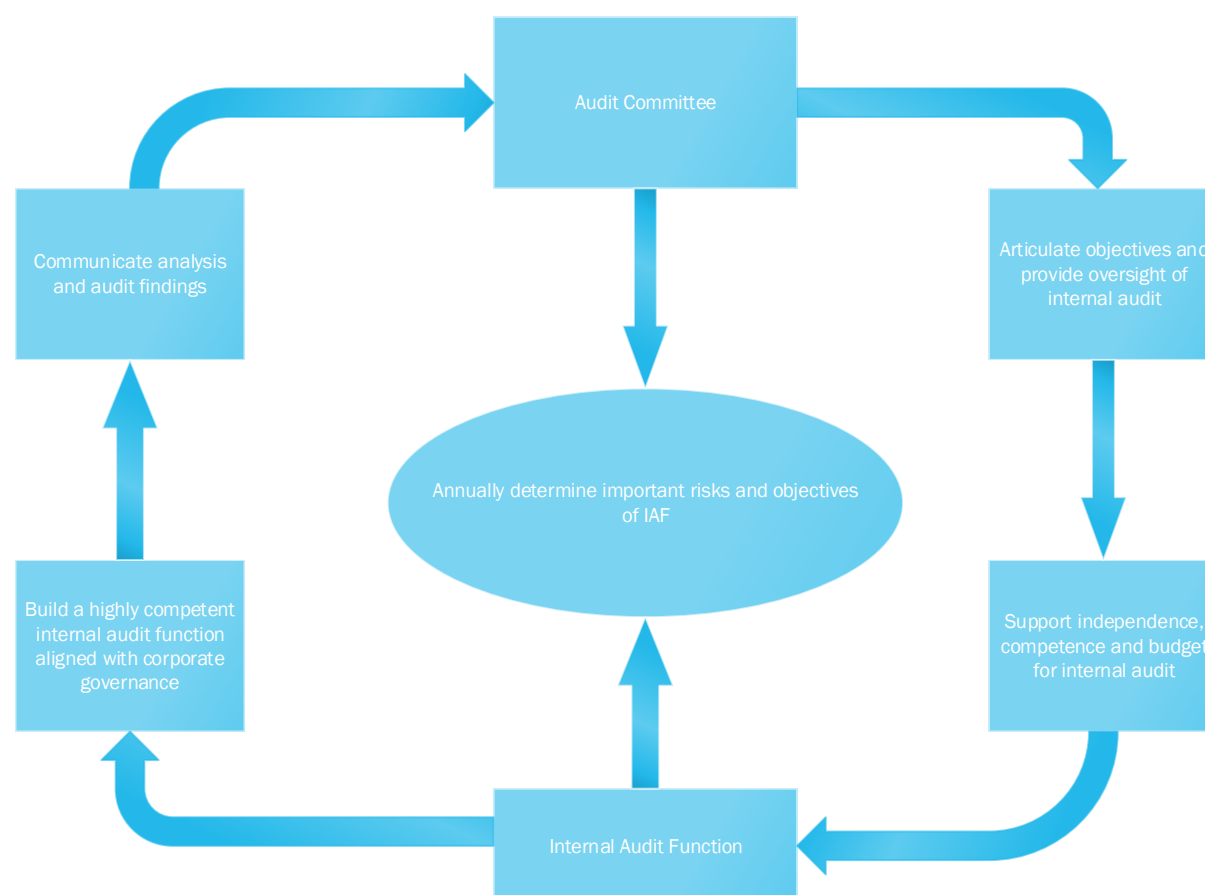 Audit Committee
Communicate analysis
and audit findings
Articulate objectives and
provide oversight of
internal audit
Annually determine important risks and objectives
of IAF
Build a highly competent
internal audit function
aligned with corporate
governance
Support independence,
competence and budget
for internal audit
Internal Audit Function